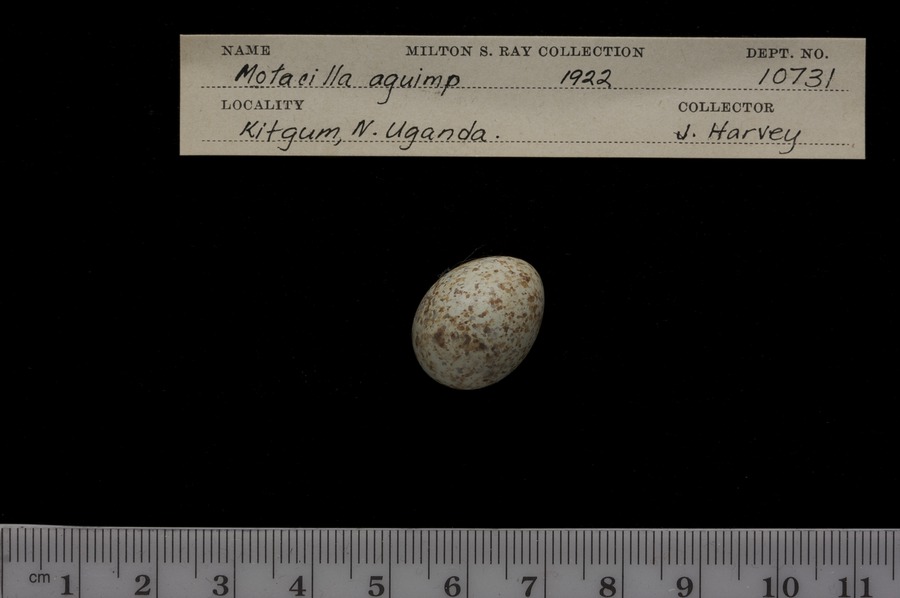 NAME MILTON S. RAY COLLECTION DEPT. NO.
Motacilla aguimp 1922 10731
LOCALITY COLLECTOR
Kitgum, N. Uganda. J. Harvey
cm 1 2 3 4 5 6 7 8 9 10 11